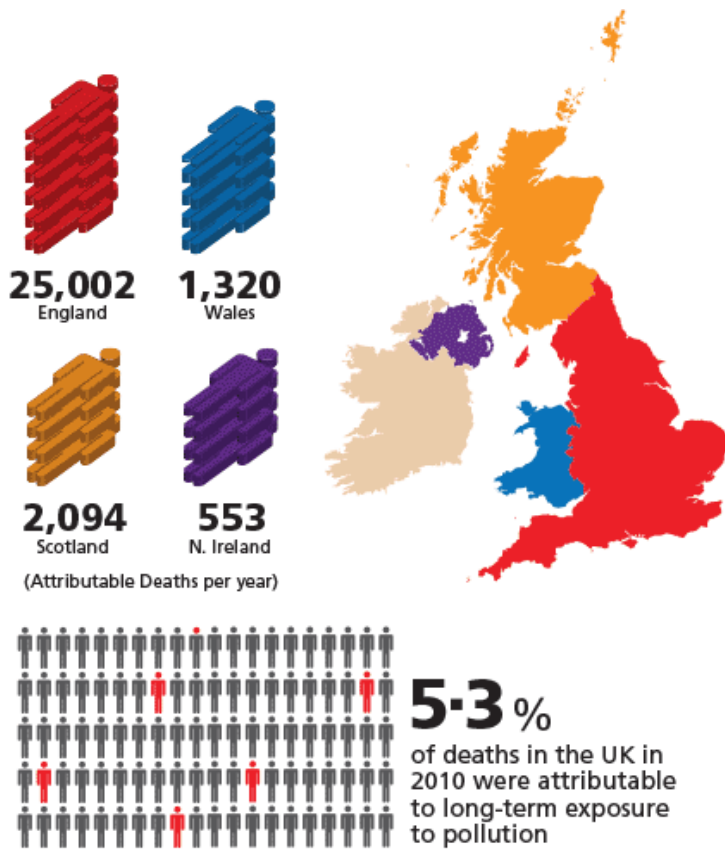 25,002
England
1,320
Wales
2,094
Scotland
553
N. Ireland
(Attributable Deaths per year)
5·3 %
of deaths in the UK in
2010 were attributable
to long-term exposure
to pollution